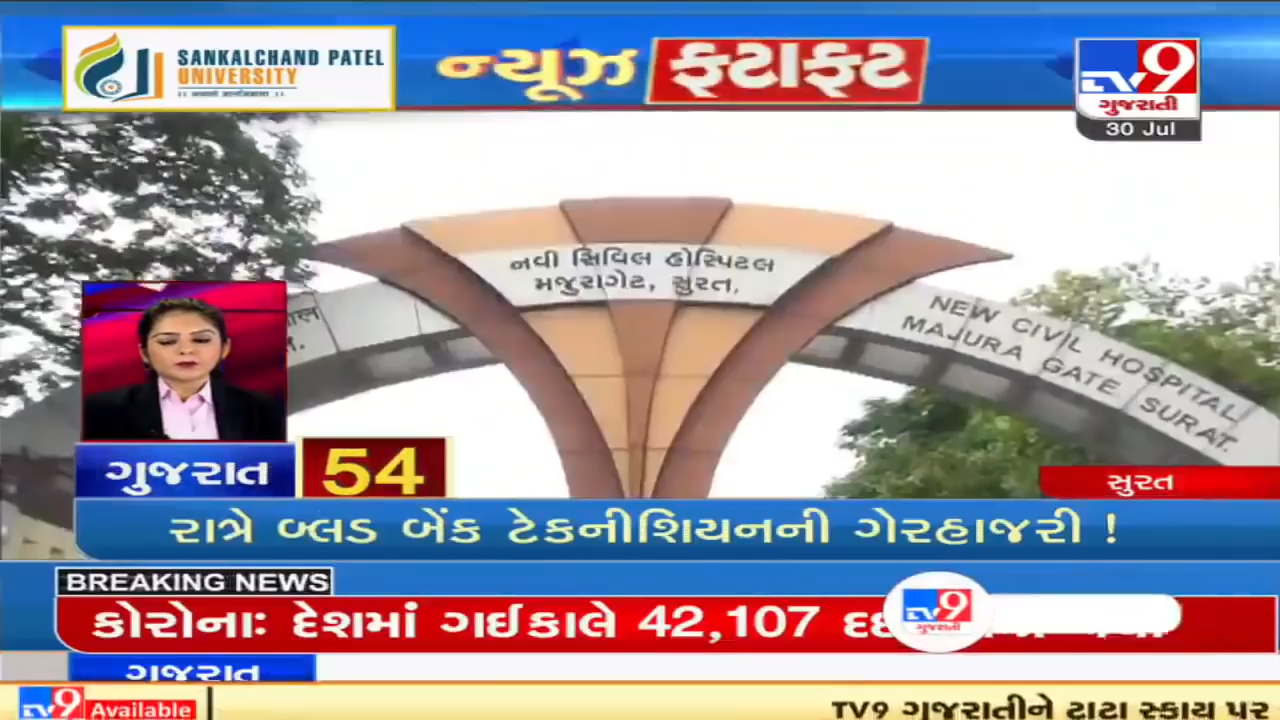 SANKALCHAND PATEL
UNIVERSITY
ન્યૂઝ ફટાફટ
TV9
ગુજરાતી
30 Jul
નવી સિવિલ હોસ્પિટલ
મજુરાગેટ, સુરત.
NEW CIVIL HOSPITAL
MAJURA GATE SURAT.
ગુજરાત 54
સુરત
રાત્રે બ્લડ બેંક ટેકનીશિયનની ગેરહાજરી !
BREAKING NEWS
કોરોનાઃ દેશમાં ગઈકાલે 42,107
TV9
ગુજરાતી
ગુજરાત
TV9 Available
TV9 ગુજરાતીને ટાટા સ્કાય પર